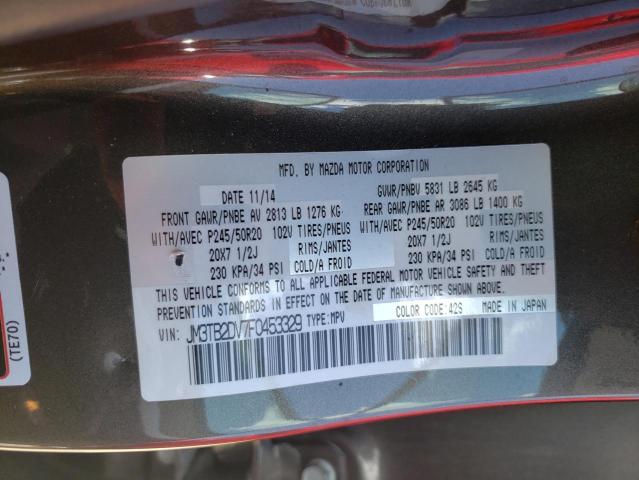 MFD. BY MAZDA MOTOR CORPORATION
DATE 11/14 GVWR/PNBV 5831 LB 2645 KG
FRONT GAWR/PNBE AV 2813 LB 1276 KG REAR GAWR/PNBE AR 3086 LB 1400 KG
WITH/AVEC P245/50R20 102V TIRES/PNEUS WITH/AVEC P245/50R20 102V TIRES/PNEUS
20X7 1/2J RIMS/JANTES 20X7 1/2J RIMS/JANTES
230 KPA/34 PSI COLD/A FROID 230 KPA/34 PSI COLD/A FROID
THIS VEHICLE CONFORMS TO ALL APPLICABLE FEDERAL MOTOR VEHICLE SAFETY AND THEFT
PREVENTION STANDARDS IN EFFECT ON THE DATE OF MANUFACTURE SHOWN ABOVE.
VIN: JM3TB2DV7F0453329 TYPE:MPV COLOR CODE:42S MADE IN JAPAN
(TE70)